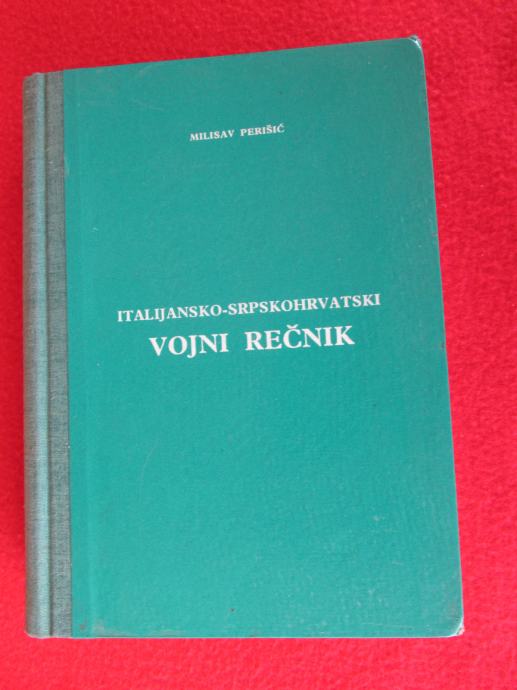 MILISAV PERIŠIĆ
ITALIJANSKO-SRPSKOHRVATSKI
VOJNI REČNIK